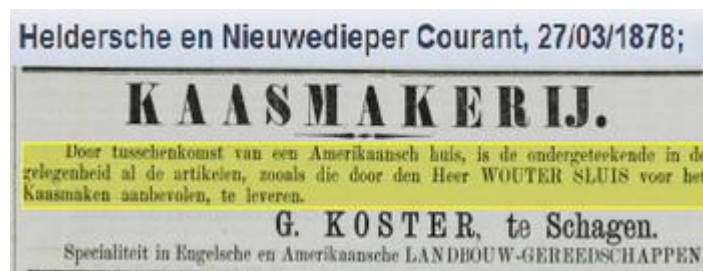 Heldersche en Nieuwedieper Courant, 27/03/1878;
KAASMAKERIJ.
Door tusschenkomst van een Amerikaansch huis, is de ondergeteekende in de
gelegenheid al de artikelen, zooals die door den Heer WOUTER SLUIS voor het
Kaasmaken aanbevolen, te leveren.
G. KOSTER, te Schagen.
Specialiteit in Engelsche en Amerikaansche LANDBOUW-GEREEDSCHAPPEN